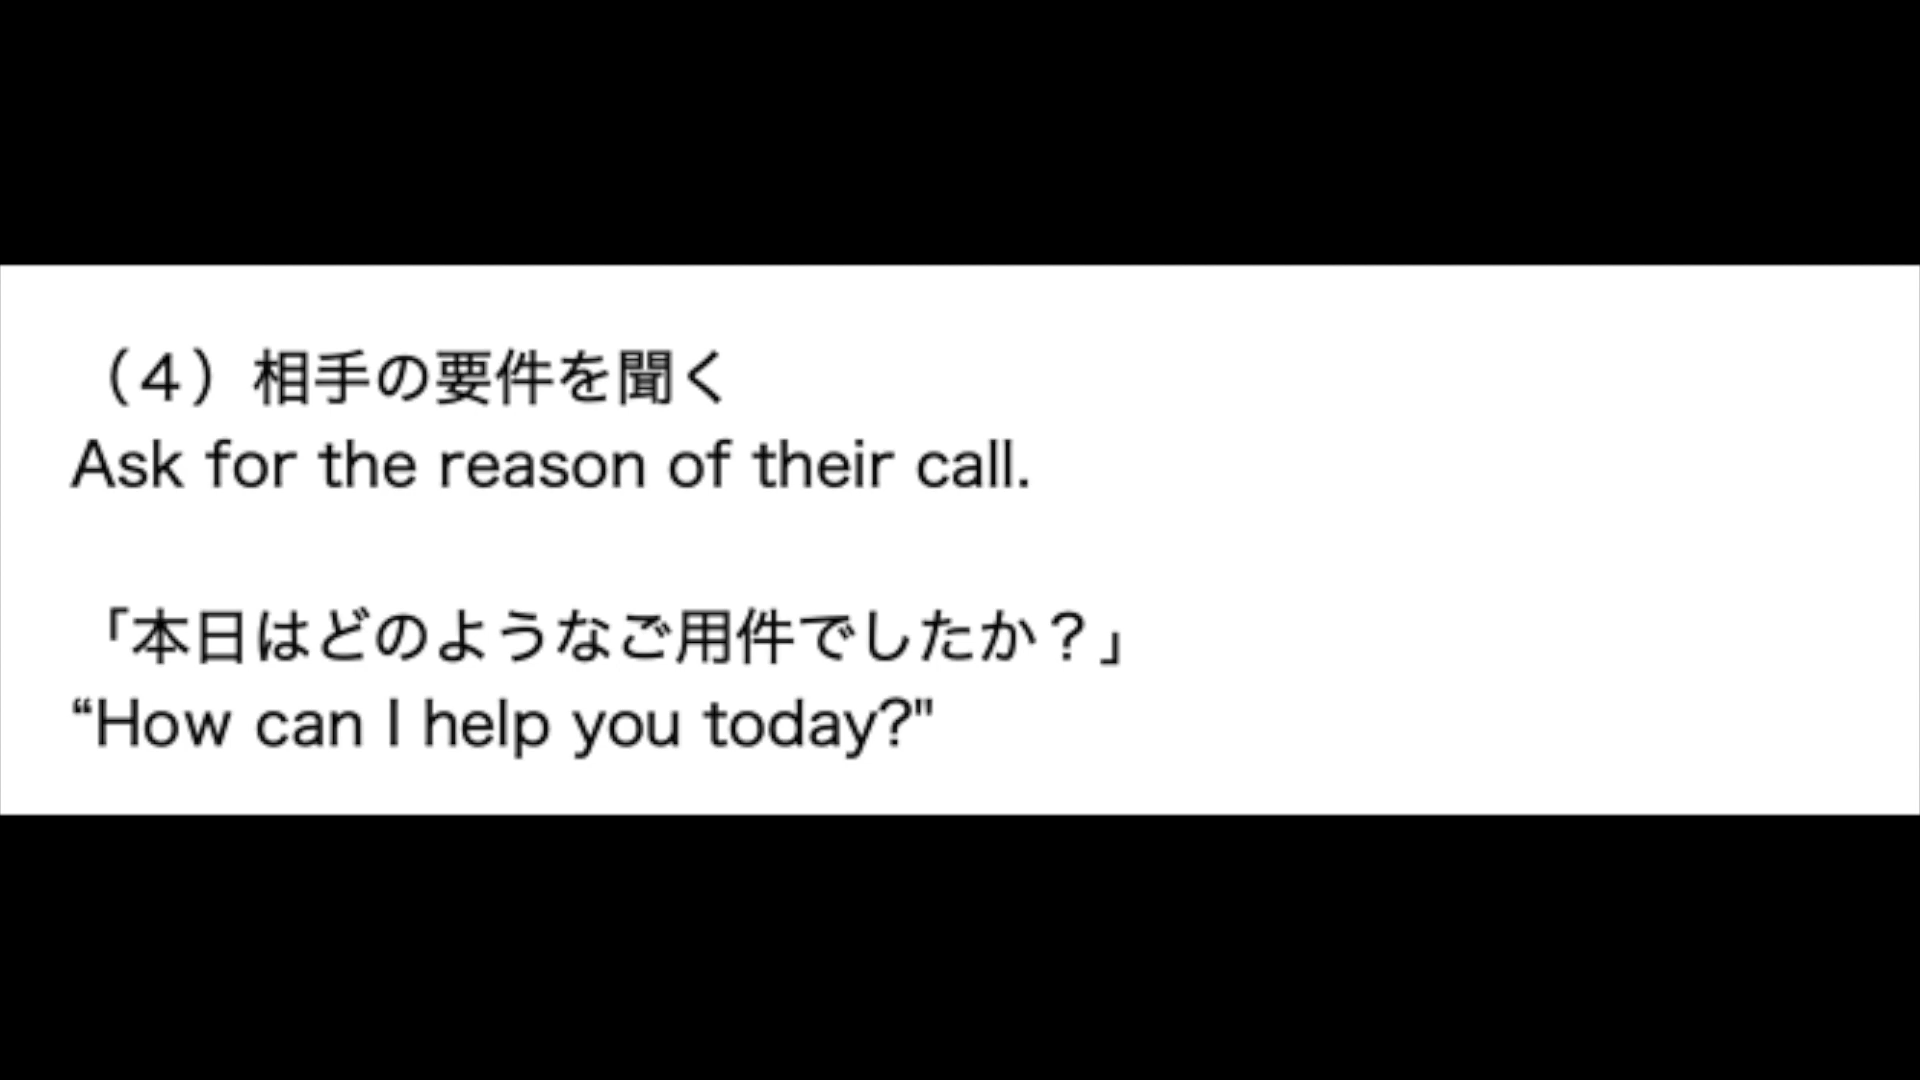 （４）相手の要件を聞く
Ask for the reason of their call.
「本日はどのようなご用件でしたか？」
“How can I help you today?"